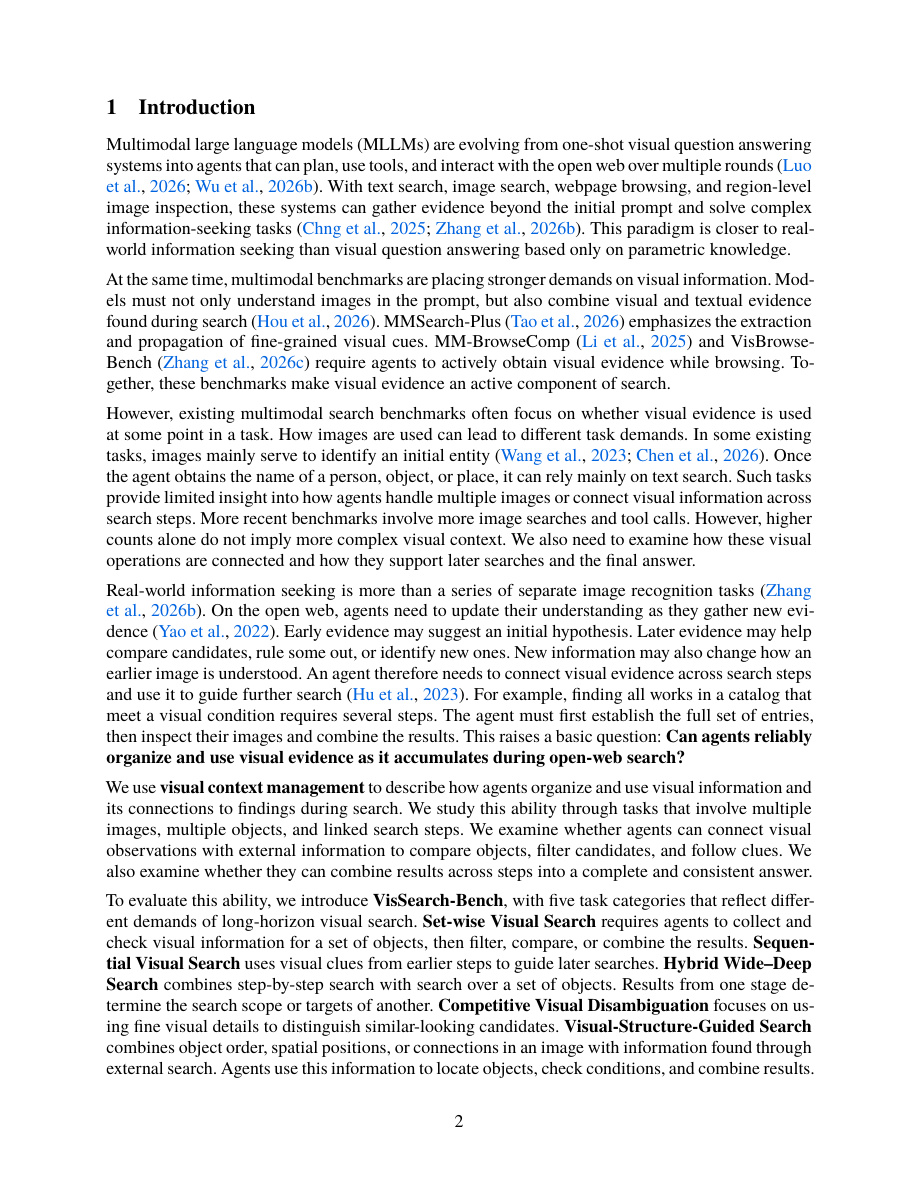 1 Introduction
Multimodal large language models (MLLMs) are evolving from one-shot visual question answering
systems into agents that can plan, use tools, and interact with the open web over multiple rounds (Luo
et al., 2026; Wu et al., 2026b). With text search, image search, webpage browsing, and region-level
image inspection, these systems can gather evidence beyond the initial prompt and solve complex
information-seeking tasks (Chng et al., 2025; Zhang et al., 2026b). This paradigm is closer to real-
world information seeking than visual question answering based only on parametric knowledge.
At the same time, multimodal benchmarks are placing stronger demands on visual information. Mod-
els must not only understand images in the prompt, but also combine visual and textual evidence
found during search (Hou et al., 2026). MMSearch-Plus (Tao et al., 2026) emphasizes the extraction
and propagation of fine-grained visual cues. MM-BrowseComp (Li et al., 2025) and VisBrowse-
Bench (Zhang et al., 2026c) require agents to actively obtain visual evidence while browsing. To-
gether, these benchmarks make visual evidence an active component of search.
However, existing multimodal search benchmarks often focus on whether visual evidence is used
at some point in a task. How images are used can lead to different task demands. In some existing
tasks, images mainly serve to identify an initial entity (Wang et al., 2023; Chen et al., 2026). Once
the agent obtains the name of a person, object, or place, it can rely mainly on text search. Such tasks
provide limited insight into how agents handle multiple images or connect visual information across
search steps. More recent benchmarks involve more image searches and tool calls. However, higher
counts alone do not imply more complex visual context. We also need to examine how these visual
operations are connected and how they support later searches and the final answer.
Real-world information seeking is more than a series of separate image recognition tasks (Zhang
et al., 2026b). On the open web, agents need to update their understanding as they gather new evi-
dence (Yao et al., 2022). Early evidence may suggest an initial hypothesis. Later evidence may help
compare candidates, rule some out, or identify new ones. New information may also change how an
earlier image is understood. An agent therefore needs to connect visual evidence across search steps
and use it to guide further search (Hu et al., 2023). For example, finding all works in a catalog that
meet a visual condition requires several steps. The agent must first establish the full set of entries,
then inspect their images and combine the results. This raises a basic question: Can agents reliably
organize and use visual evidence as it accumulates during open-web search?
We use visual context management to describe how agents organize and use visual information and
its connections to findings during search. We study this ability through tasks that involve multiple
images, multiple objects, and linked search steps. We examine whether agents can connect visual
observations with external information to compare objects, filter candidates, and follow clues. We
also examine whether they can combine results across steps into a complete and consistent answer.
To evaluate this ability, we introduce VisSearch-Bench, with five task categories that reflect differ-
ent demands of long-horizon visual search. Set-wise Visual Search requires agents to collect and
check visual information for a set of objects, then filter, compare, or combine the results. Sequen-
tial Visual Search uses visual clues from earlier steps to guide later searches. Hybrid Wide–Deep
Search combines step-by-step search with search over a set of objects. Results from one stage de-
termine the search scope or targets of another. Competitive Visual Disambiguation focuses on us-
ing fine visual details to distinguish similar-looking candidates. Visual-Structure-Guided Search
combines object order, spatial positions, or connections in an image with information found through
external search. Agents use this information to locate objects, check conditions, and combine results.
2